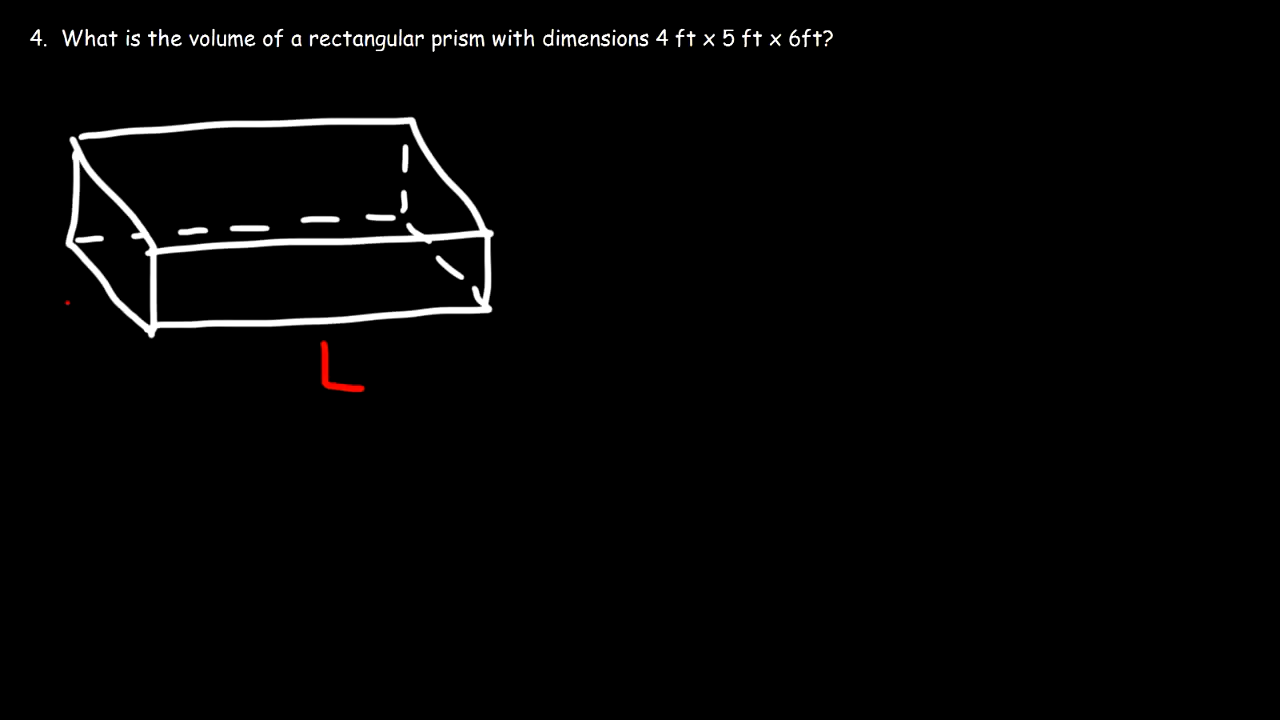 4. What is the volume of a rectangular prism with dimensions 4 ft x 5 ft x 6ft?
L